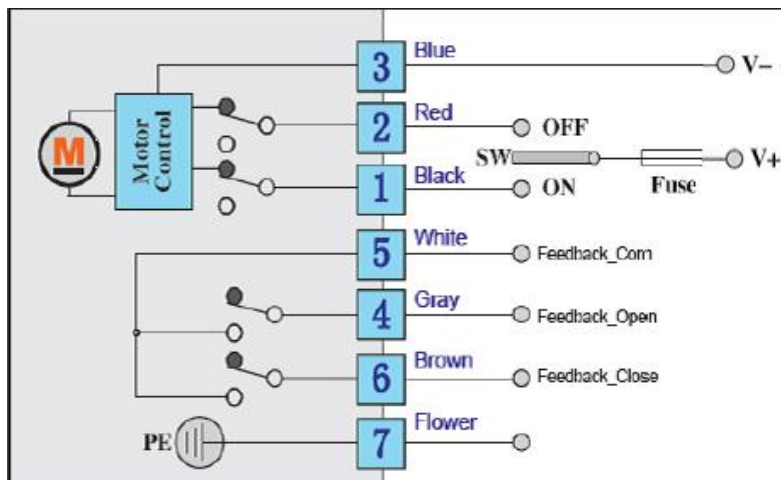 3 Blue V-
2 Red OFF
M Motor Control
SW Fuse V+
1 Black ON
5 White Feedback_Com
4 Gray Feedback_Open
6 Brown Feedback_Close
PE 7 Flower